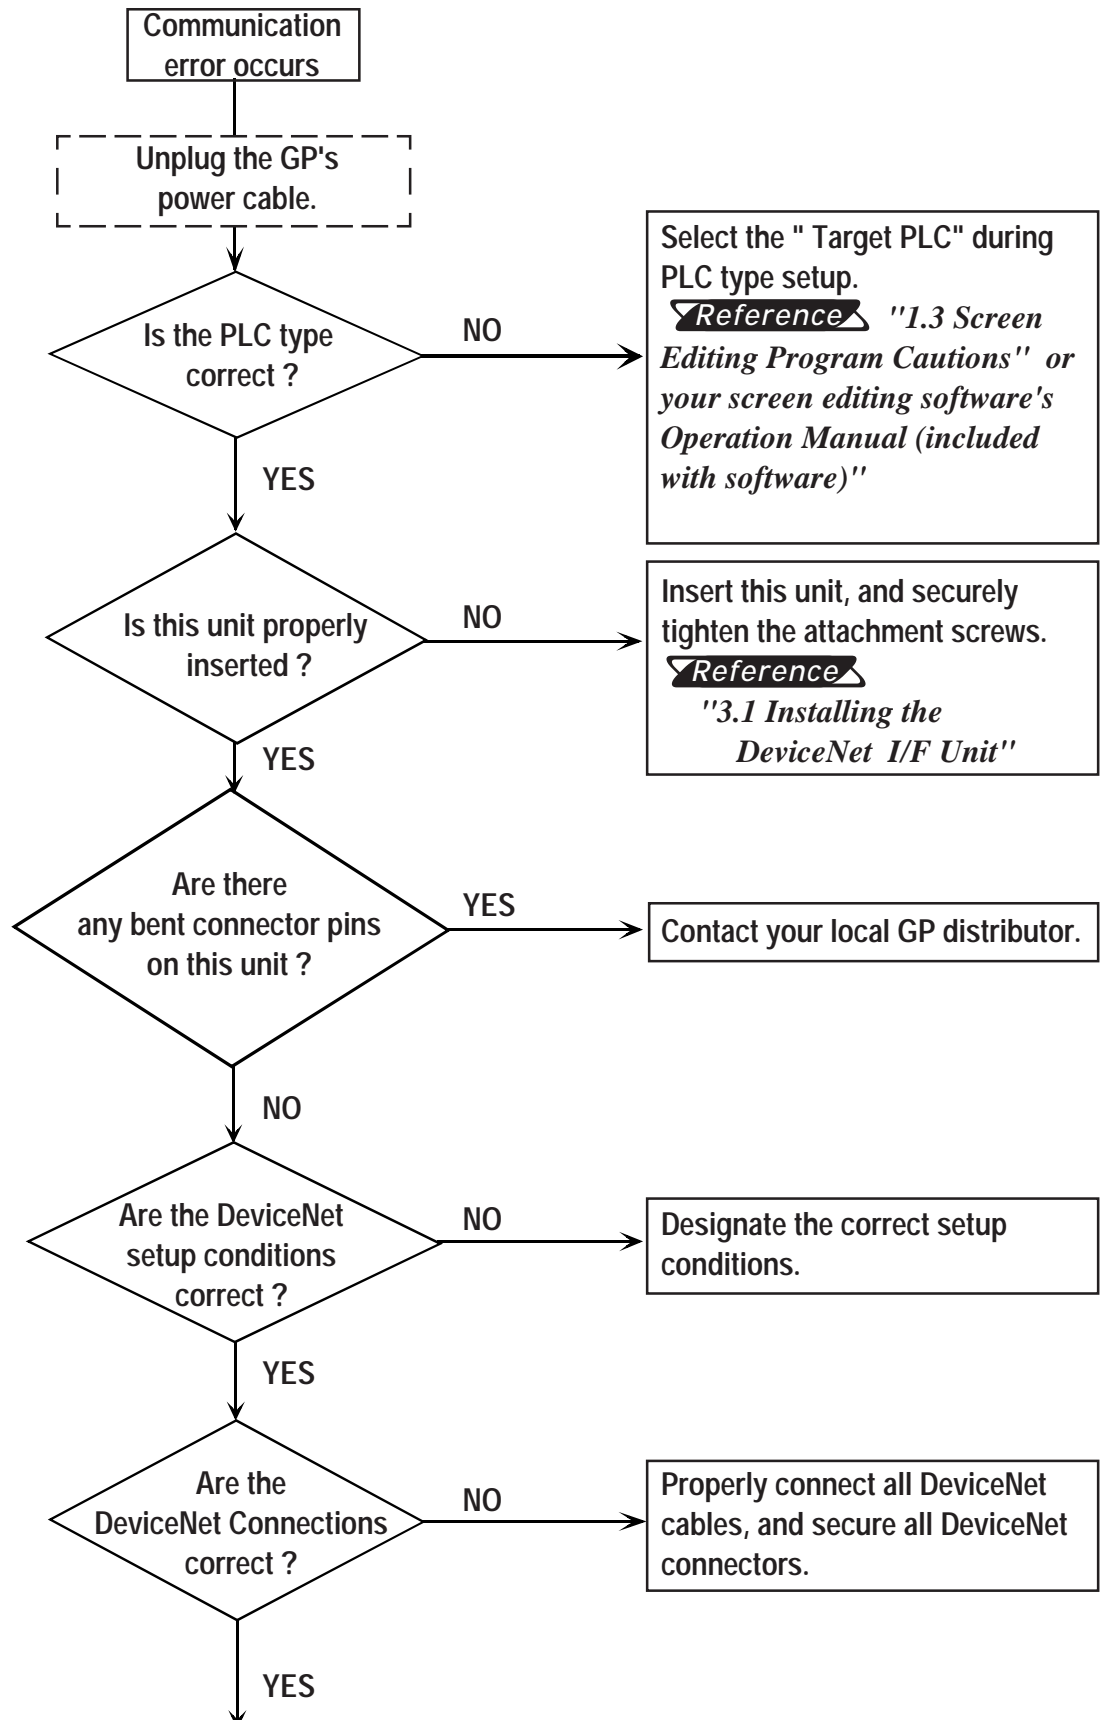 Communication
error occurs
Unplug the GP's
power cable.
Is the PLC type
correct ?
NO
Select the " Target PLC" during
PLC type setup.
Reference "1.3 Screen
Editing Program Cautions" or
your screen editing software's
Operation Manual (included
with software)"
YES
Is this unit properly
inserted ?
NO
Insert this unit, and securely
tighten the attachment screws.
Reference
"3.1 Installing the
DeviceNet I/F Unit"
YES
Are there
any bent connector pins
on this unit ?
YES
Contact your local GP distributor.
NO
Are the DeviceNet
setup conditions
correct ?
NO
Designate the correct setup
conditions.
YES
Are the
DeviceNet Connections
correct ?
NO
Properly connect all DeviceNet
cables, and secure all DeviceNet
connectors.
YES